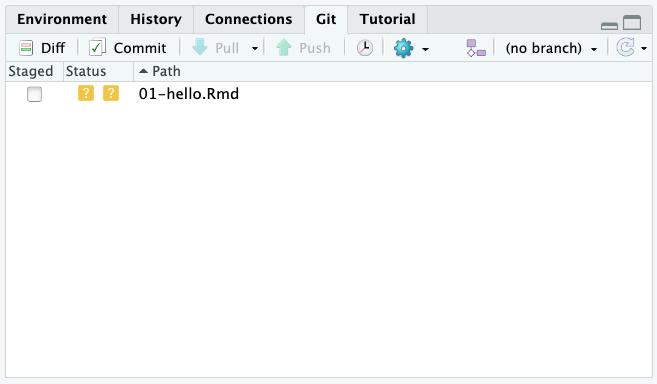 Environment History Connections Git Tutorial
Diff Commit Pull Push (no branch)
Staged Status Path
? ? 01-hello.Rmd